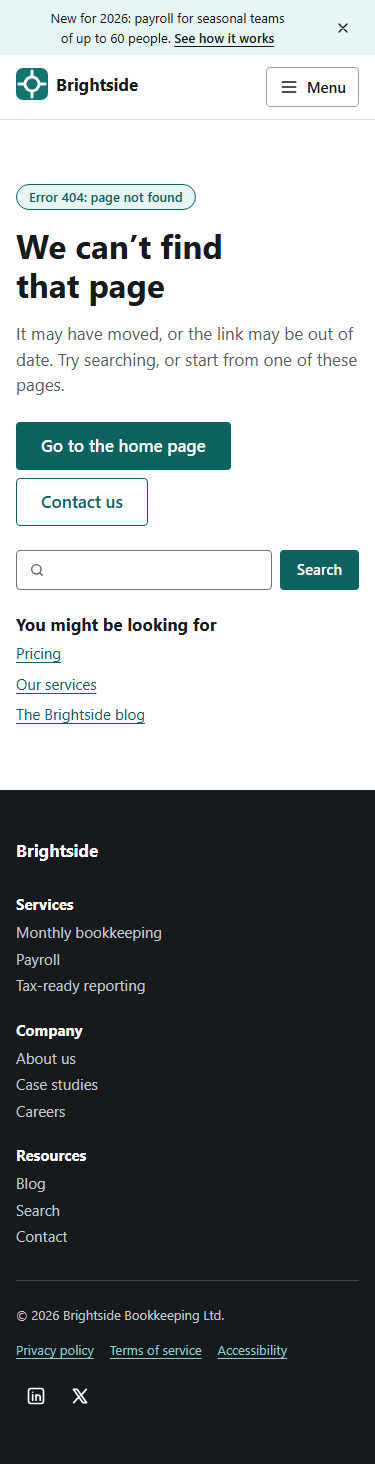 New for 2026: payroll for seasonal teams
of up to 60 people. See how it works
Brightside
Menu
Error 404: page not found
We can’t find
that page
It may have moved, or the link may be out of
date. Try searching, or start from one of these
pages.
Go to the home page
Contact us
Search
You might be looking for
Pricing
Our services
The Brightside blog
Brightside
Services
Monthly bookkeeping
Payroll
Tax-ready reporting
Company
About us
Case studies
Careers
Resources
Blog
Search
Contact
© 2026 Brightside Bookkeeping Ltd.
Privacy policy Terms of service Accessibility